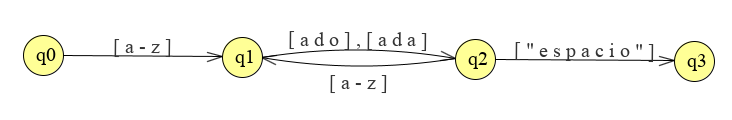 q0
[a-z]
q1
[ado],[ada]
[a-z]
q2
["espacio"]
q3